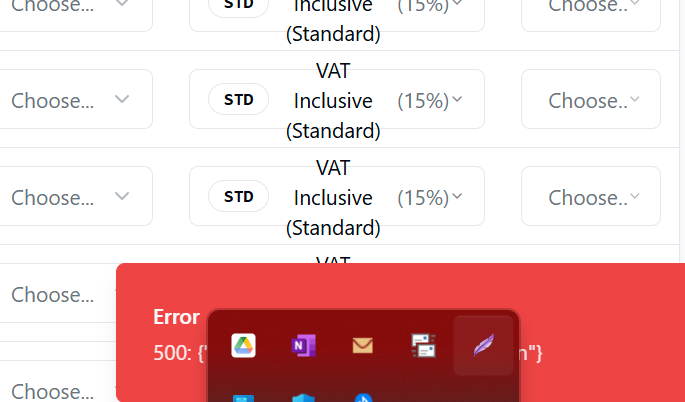 STD Inclusive (15%)
Choose... (Standard) Choose..
VAT
Choose... STD Inclusive (15%) Choose..
(Standard)
VAT
Choose... STD Inclusive (15%) Choose..
(Standard)
VAT
Choose...
Error
500: {" n"}
Choose...